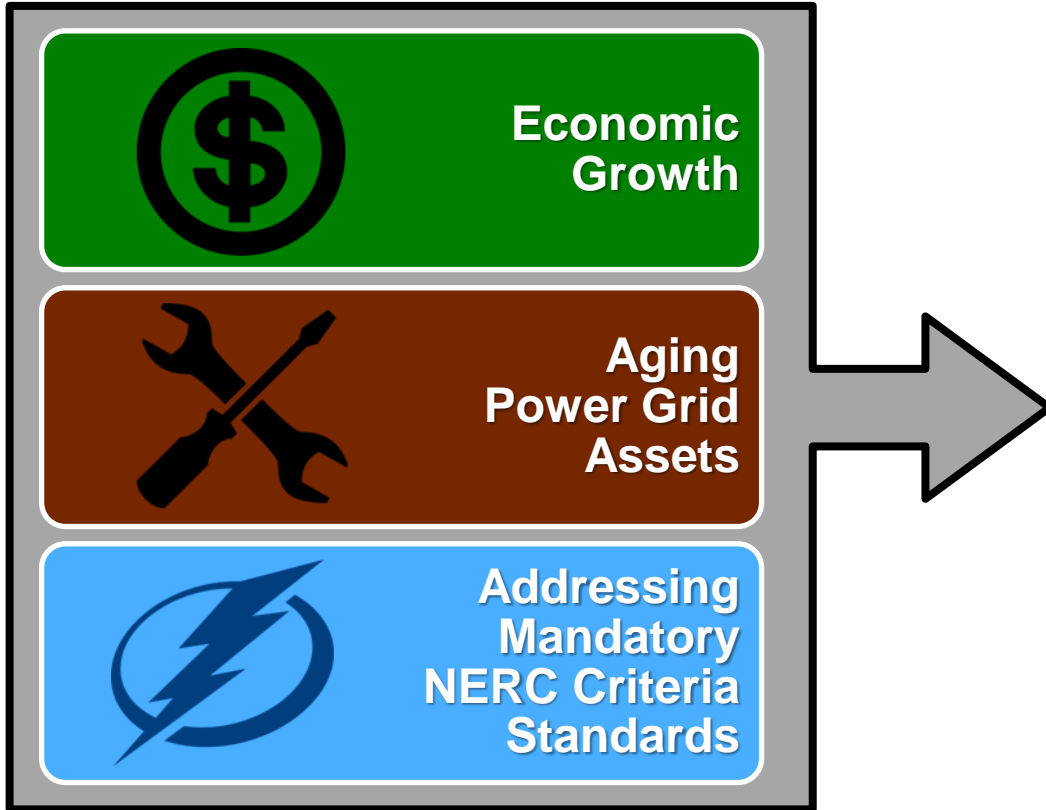 Economic
Growth
Aging
Power Grid
Assets
Addressing
Mandatory
NERC Criteria
Standards